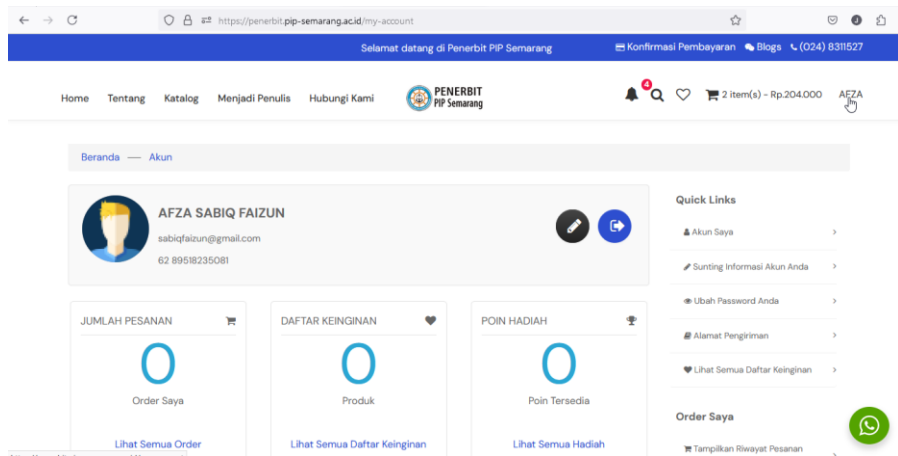 https://penerbit.pip-semarang.ac.id/my-account
Selamat datang di Penerbit PIP Semarang
Konfirmasi Pembayaran Blogs (024) 8311527
Home Tentang Katalog Menjadi Penulis Hubungi Kami
PENERBIT
PIP Semarang
4
2 item(s) - Rp.204.000 AFZA
Beranda — Akun
AFZA SABIQ FAIZUN
sabiqfaizun@gmail.com
62 89518235081
JUMLAH PESANAN
0
Order Saya
Lihat Semua Order
DAFTAR KEINGINAN
0
Produk
Lihat Semua Daftar Keinginan
POIN HADIAH
0
Poin Tersedia
Lihat Semua Hadiah
Quick Links
Akun Saya
Sunting Informasi Akun Anda
Ubah Password Anda
Alamat Pengiriman
Lihat Semua Daftar Keinginan
Order Saya
Tampilkan Riwayat Pesanan